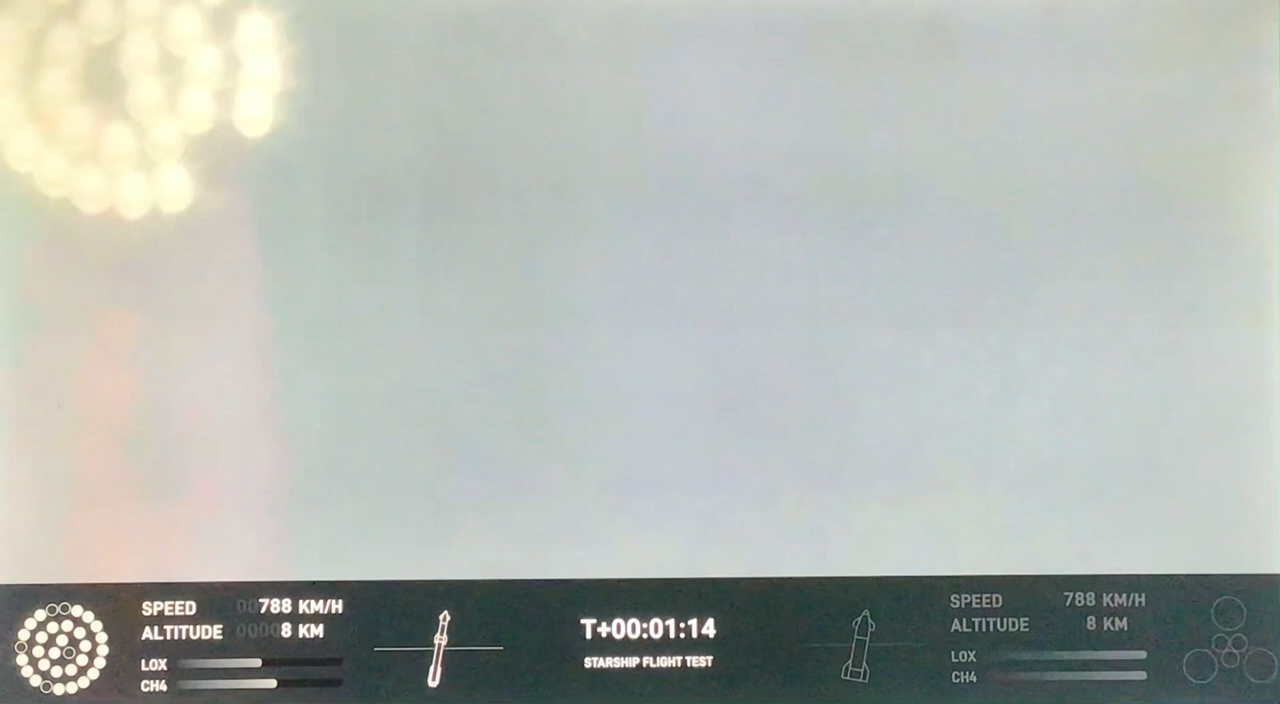 SPEED 00788 KM/H
ALTITUDE 00008 KM
LOX
CH4
T+00:01:14
STARSHIP FLIGHT TEST
SPEED 788 KM/H
ALTITUDE 8 KM
LOX
CH4